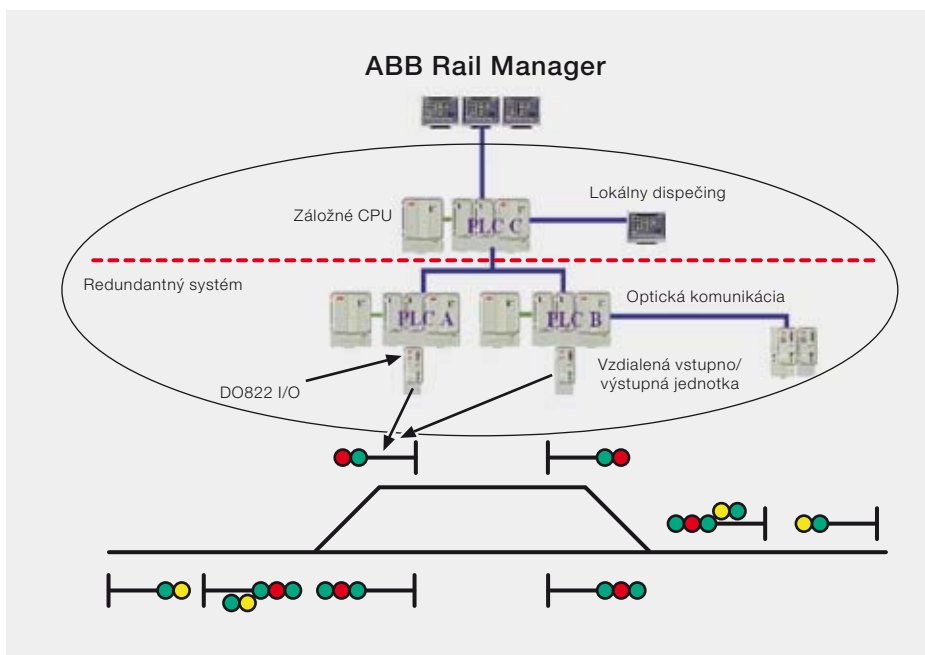 ABB Rail Manager
Lokálny dispečing
Záložné CPU
PLC C
Redundantný systém
Optická komunikácia
PLC A
PLC B
Vzdialená vstupno/
výstupná jednotka
DO822 I/O